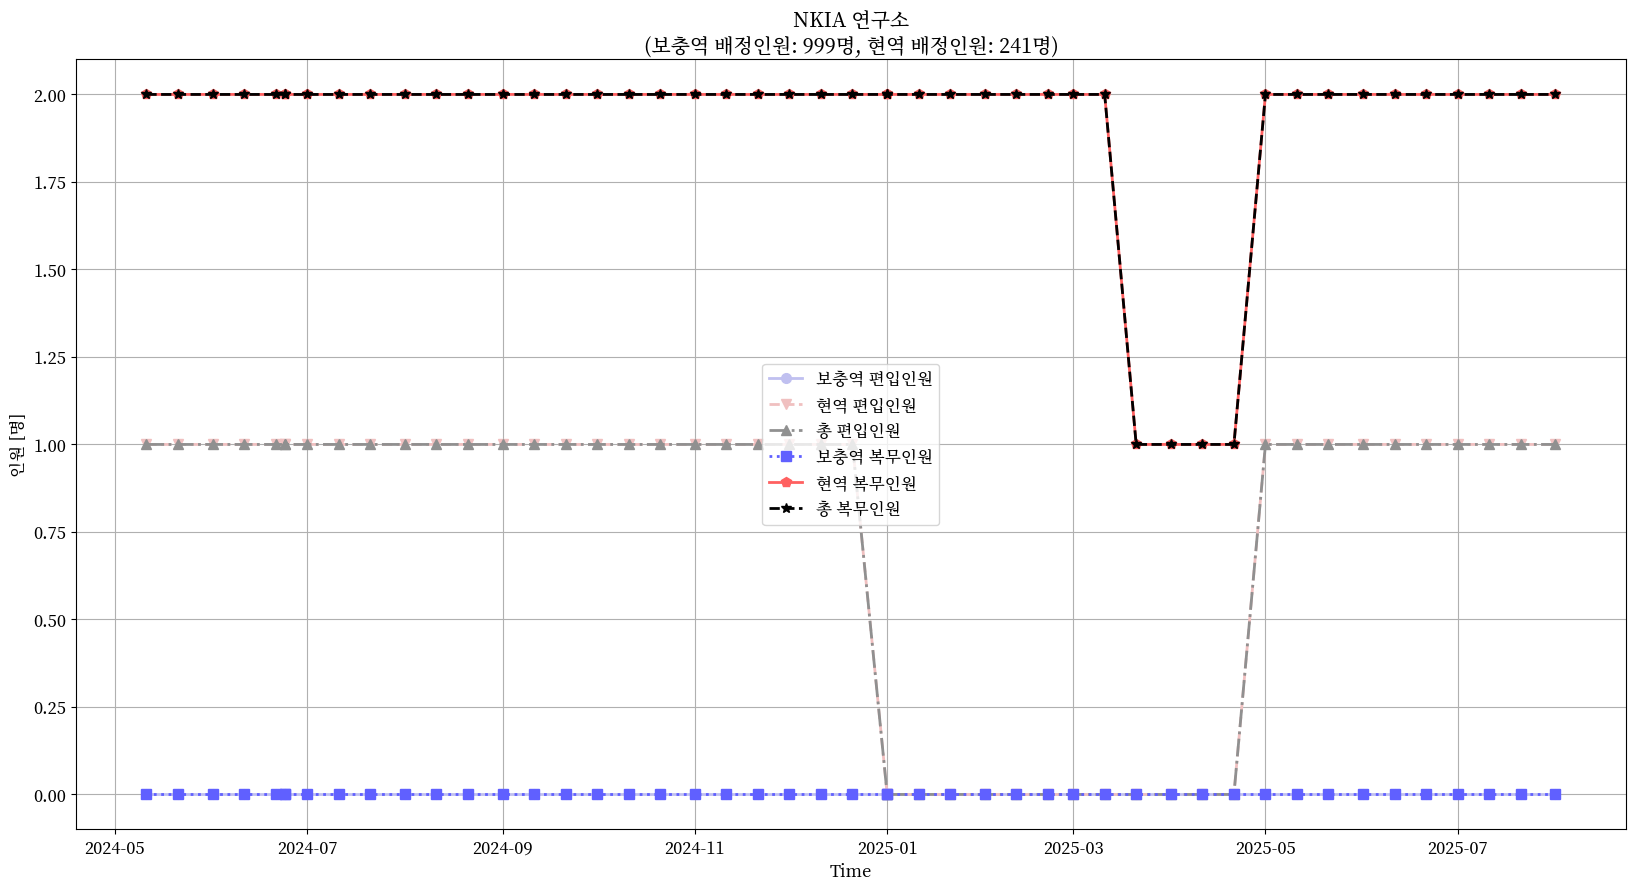 NKIA 연구소
(보충역 배정인원: 999명, 현역 배정인원: 241명)
인원 [명]
2.00
1.75
1.50
1.25
1.00
0.75
0.50
0.25
0.00
보충역 편입인원
현역 편입인원
총 편입인원
보충역 복무인원
현역 복무인원
총 복무인원
2024-05
2024-07
2024-09
2024-11
2025-01
2025-03
2025-05
2025-07
Time